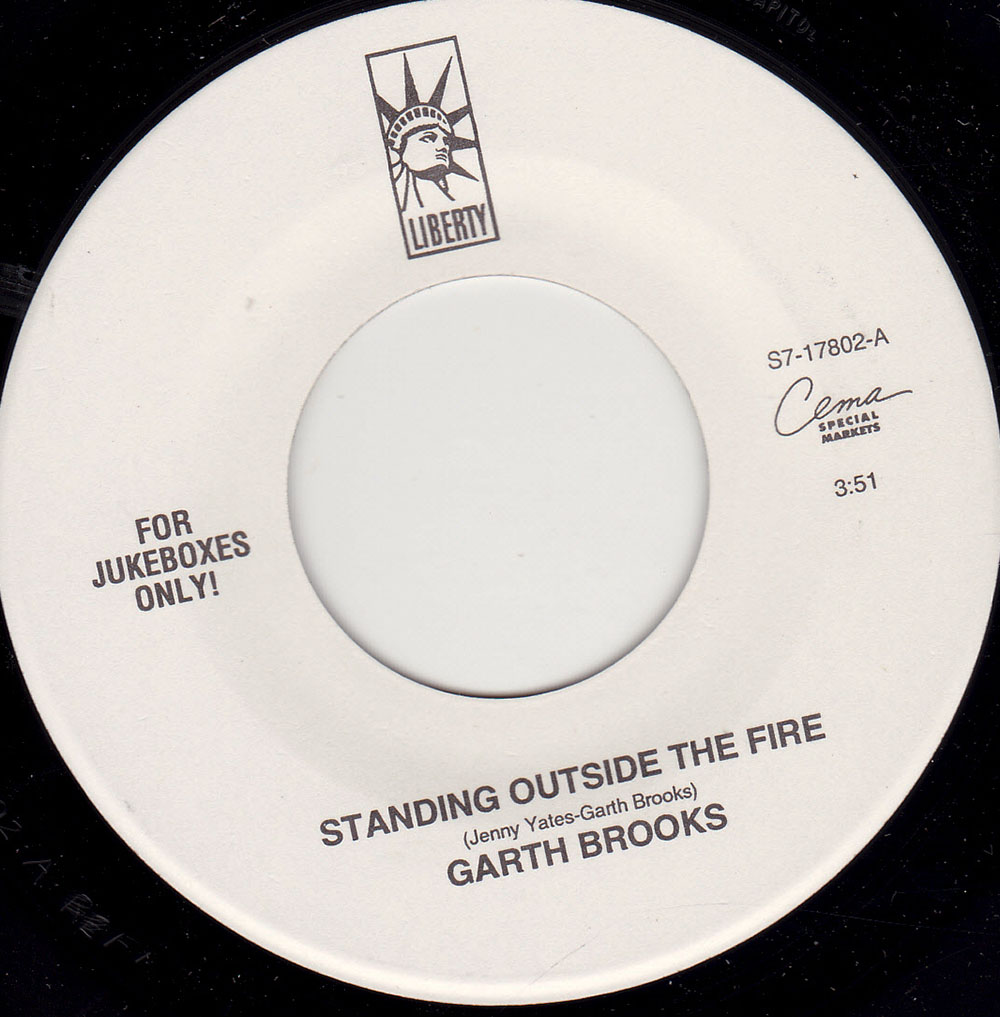 LIBERTY
S7-17802-A
Cema
SPECIAL
MARKETS
3:51
FOR
JUKEBOXES
ONLY!
STANDING OUTSIDE THE FIRE
(Jenny Yates-Garth Brooks)
GARTH BROOKS